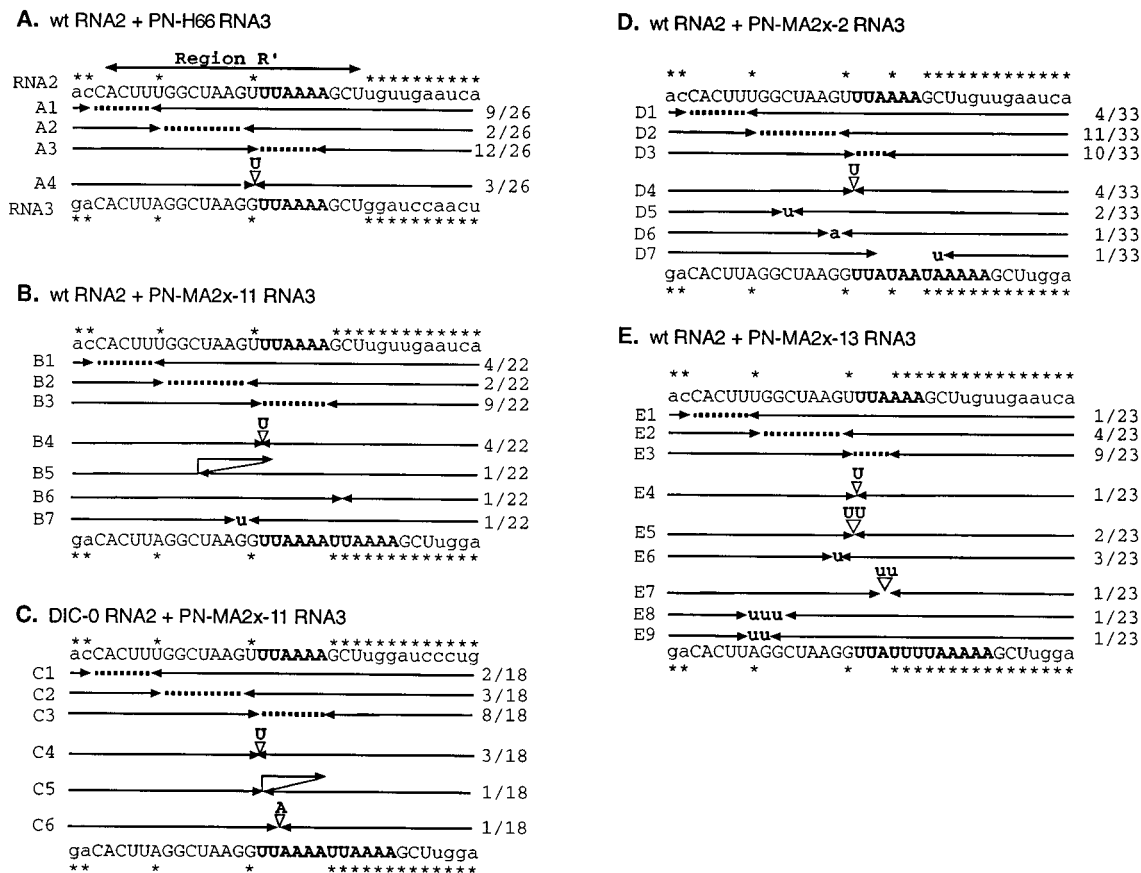 A. wt RNA2 + PN-H66 RNA3
Region R'
** * * ************
RNA2 acCACUUUGGCUAAGUUUAAAAGCUuguugaauca
A1 9/26
A2 2/26
A3 12/26
U
A4 3/26
RNA3 gaCACUUAGGCUAAGGUUAAAAGCUggauccaacu
** * * ************
B. wt RNA2 + PN-MA2x-11 RNA3
** * * ***************
acCACUUUGGCUAAGUUUAAAAGCUuguugaauca
B1 4/22
B2 2/22
B3 9/22
U
B4 4/22
B5 1/22
B6 1/22
B7 u 1/22
gaCACUUAGGCUAAGGUUAAAAUUAAAAGCUugga
** * * ***************
C. DIC-0 RNA2 + PN-MA2x-11 RNA3
** * * ***************
acCACUUUGGCUAAGUUUAAAAGCUuggaucccug
C1 2/18
C2 3/18
C3 8/18
U
C4 3/18
C5 1/18
A
C6 1/18
gaCACUUAGGCUAAGGUUAAAAUUAAAAGCUugga
** * * ***************
D. wt RNA2 + PN-MA2x-2 RNA3
** * * * ***************
acCACUUUGGCUAAGUUUAAAAGCUuguugaauca
D1 4/33
D2 11/33
D3 10/33
U
D4 4/33
D5 u 2/33
D6 a 1/33
D7 u 1/33
gaCACUUAGGCUAAGGUUAUAAUAAAAAGCUugga
** * * * ***************
E. wt RNA2 + PN-MA2x-13 RNA3
** * * ******************
acCACUUUGGCUAAGUUUAAAAGCUuguugaauca
E1 1/23
E2 4/23
E3 9/23
U
E4 1/23
UU
E5 2/23
E6 u 3/23
uu
E7 1/23
E8 uuu 1/23
E9 uu 1/23
gaCACUUAGGCUAAGGUUAUUUUAAAAAGCUugga
** * * ******************